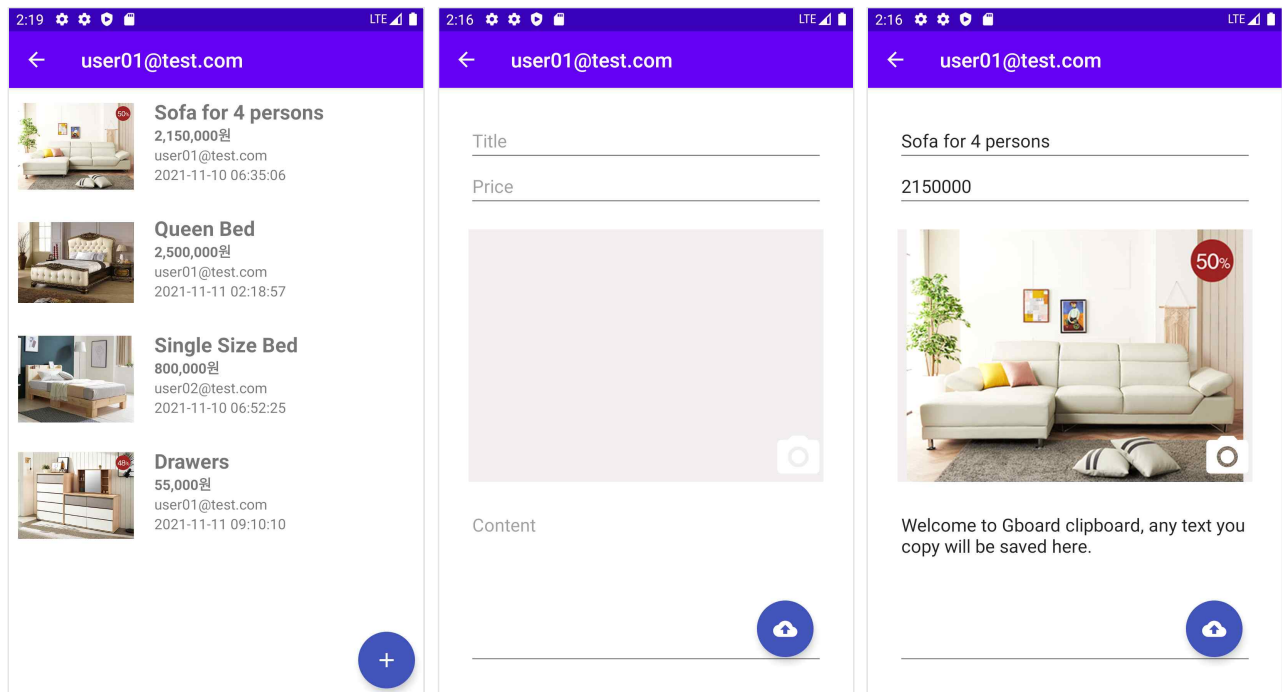 2:19
LTE
user01@test.com
50%
Sofa for 4 persons
2,150,000원
user01@test.com
2021-11-10 06:35:06
Queen Bed
2,500,000원
user01@test.com
2021-11-11 02:18:57
Single Size Bed
800,000원
user02@test.com
2021-11-10 06:52:25
48%
Drawers
55,000원
user01@test.com
2021-11-11 09:10:10
2:16
LTE
user01@test.com
Title
Price
Content
2:16
LTE
user01@test.com
Sofa for 4 persons
2150000
50%
Welcome to Gboard clipboard, any text you
copy will be saved here.